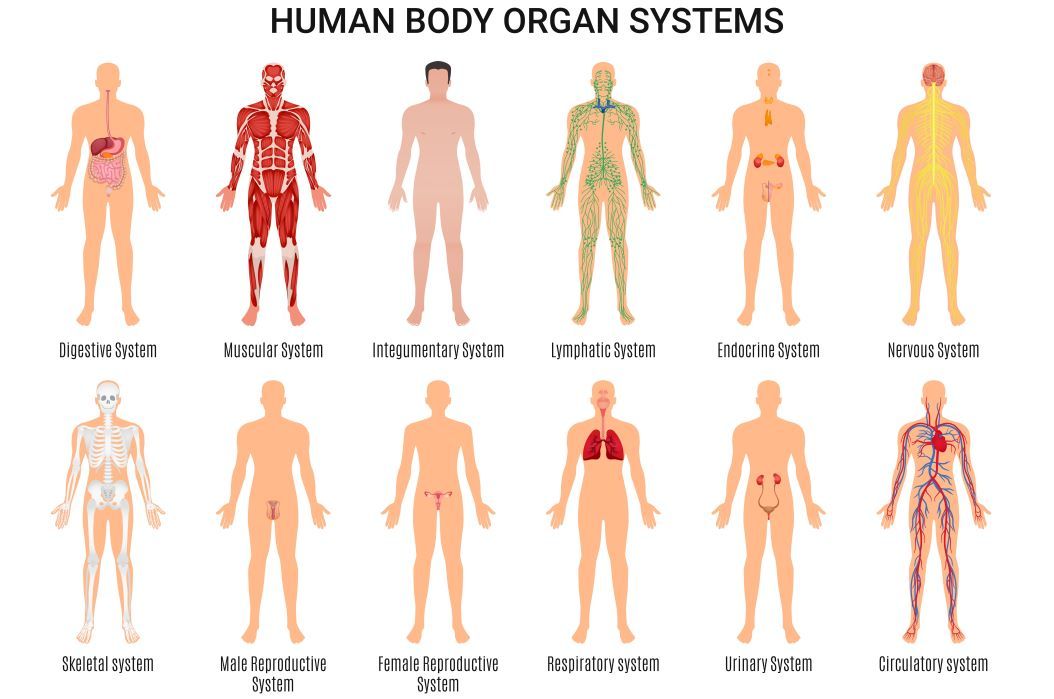 HUMAN BODY ORGAN SYSTEMS
Digestive System
Muscular System
Integumentary System
Lymphatic System
Endocrine System
Nervous System
Skeletal system
Male Reproductive
System
Female Reproductive
System
Respiratory system
Urinary System
Circulatory system